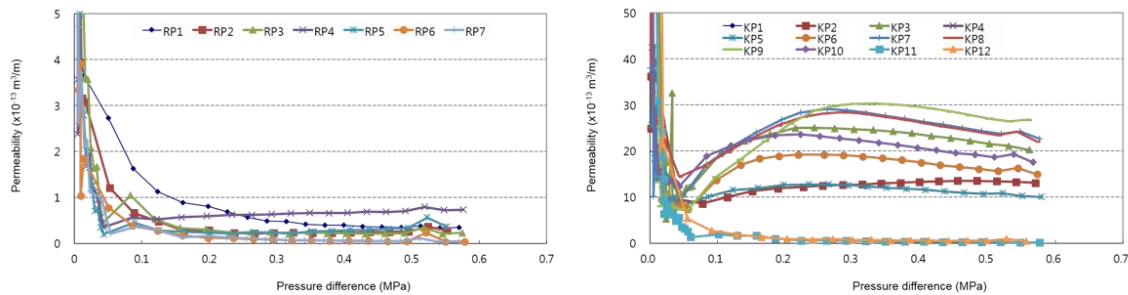 RP1 RP2 RP3 RP4 RP5 RP6 RP7
Permeability (x10⁻¹³ m³/m)
5
4
3
2
1
0
0 0.1 0.2 0.3 0.4 0.5 0.6 0.7
Pressure difference (MPa)
KP1 KP2 KP3 KP4
KP5 KP6 KP7 KP8
KP9 KP10 KP11 KP12
Permeability (x10⁻¹³ m³/m)
50
40
30
20
10
0
0.0 0.1 0.2 0.3 0.4 0.5 0.6 0.7
Pressure difference (MPa)